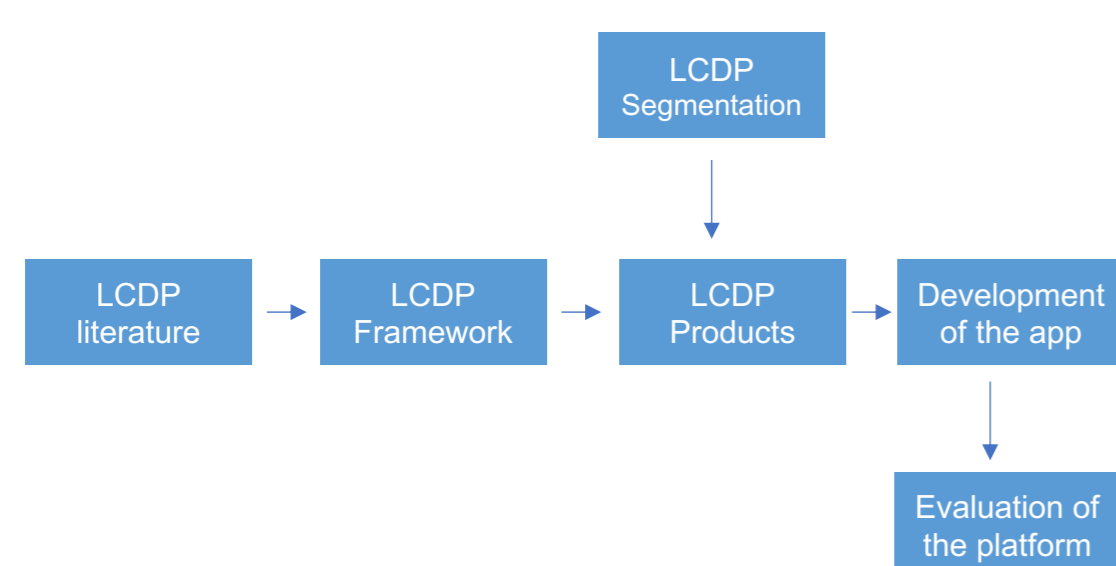 LCDP
Segmentation
LCDP
literature
LCDP
Framework
LCDP
Products
Development
of the app
Evaluation of
the platform